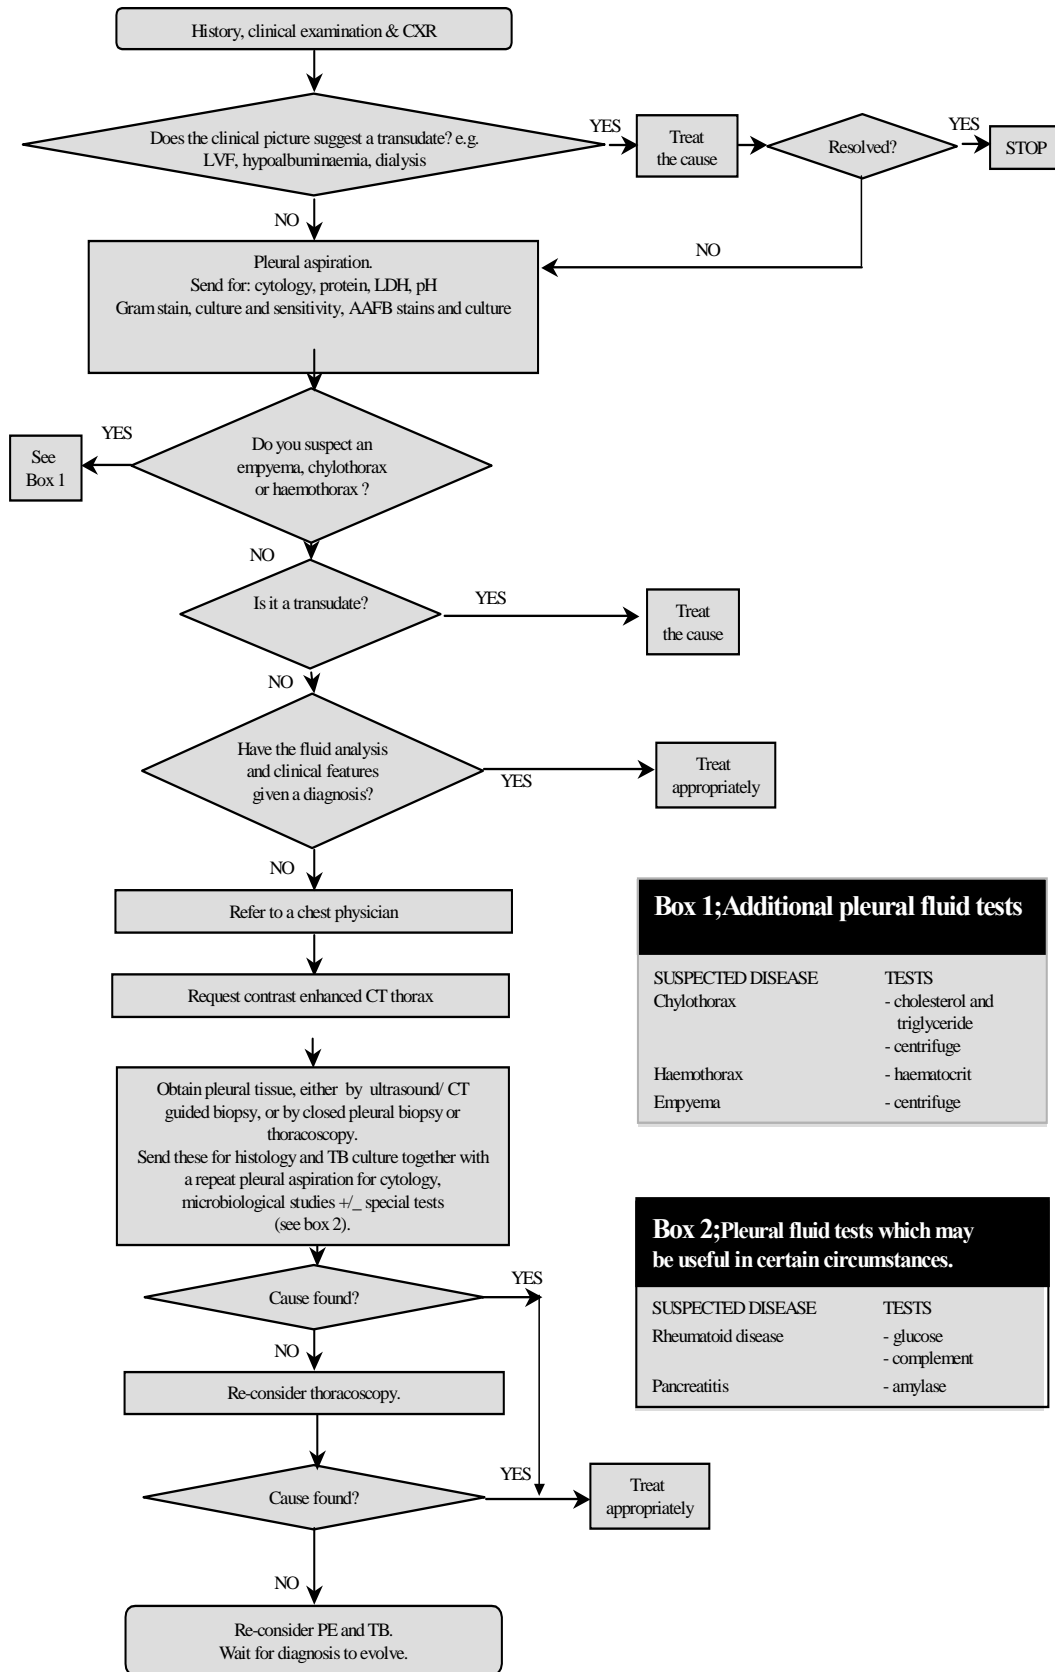 History, clinical examination & CXR
Does the clinical picture suggest a transudate? e.g.
LVF, hypoalbuminaemia, dialysis
YES
Treat
the cause
Resolved?
YES
STOP
NO
NO
Pleural aspiration.
Send for: cytology, protein, LDH, pH
Gram stain, culture and sensitivity, AAFB stains and culture
Do you suspect an
empyema, chylothorax
or haemothorax ?
YES
See
Box 1
NO
Is it a transudate?
YES
Treat
the cause
NO
Have the fluid analysis
and clinical features
given a diagnosis?
YES
Treat
appropriately
NO
Refer to a chest physician
Request contrast enhanced CT thorax
Obtain pleural tissue, either by ultrasound/ CT
guided biopsy, or by closed pleural biopsy or
thoracoscopy.
Send these for histology and TB culture together with
a repeat pleural aspiration for cytology,
microbiological studies +/_ special tests
(see box 2).
Cause found?
YES
NO
Re-consider thoracoscopy.
Cause found?
YES
Treat
appropriately
NO
Re-consider PE and TB.
Wait for diagnosis to evolve.
Box 1;Additional pleural fluid tests
SUSPECTED DISEASE TESTS
Chylothorax - cholesterol and
triglyceride
- centrifuge
Haemothorax - haematocrit
Empyema - centrifuge
Box 2;Pleural fluid tests which may
be useful in certain circumstances.
SUSPECTED DISEASE TESTS
Rheumatoid disease - glucose
- complement
Pancreatitis - amylase